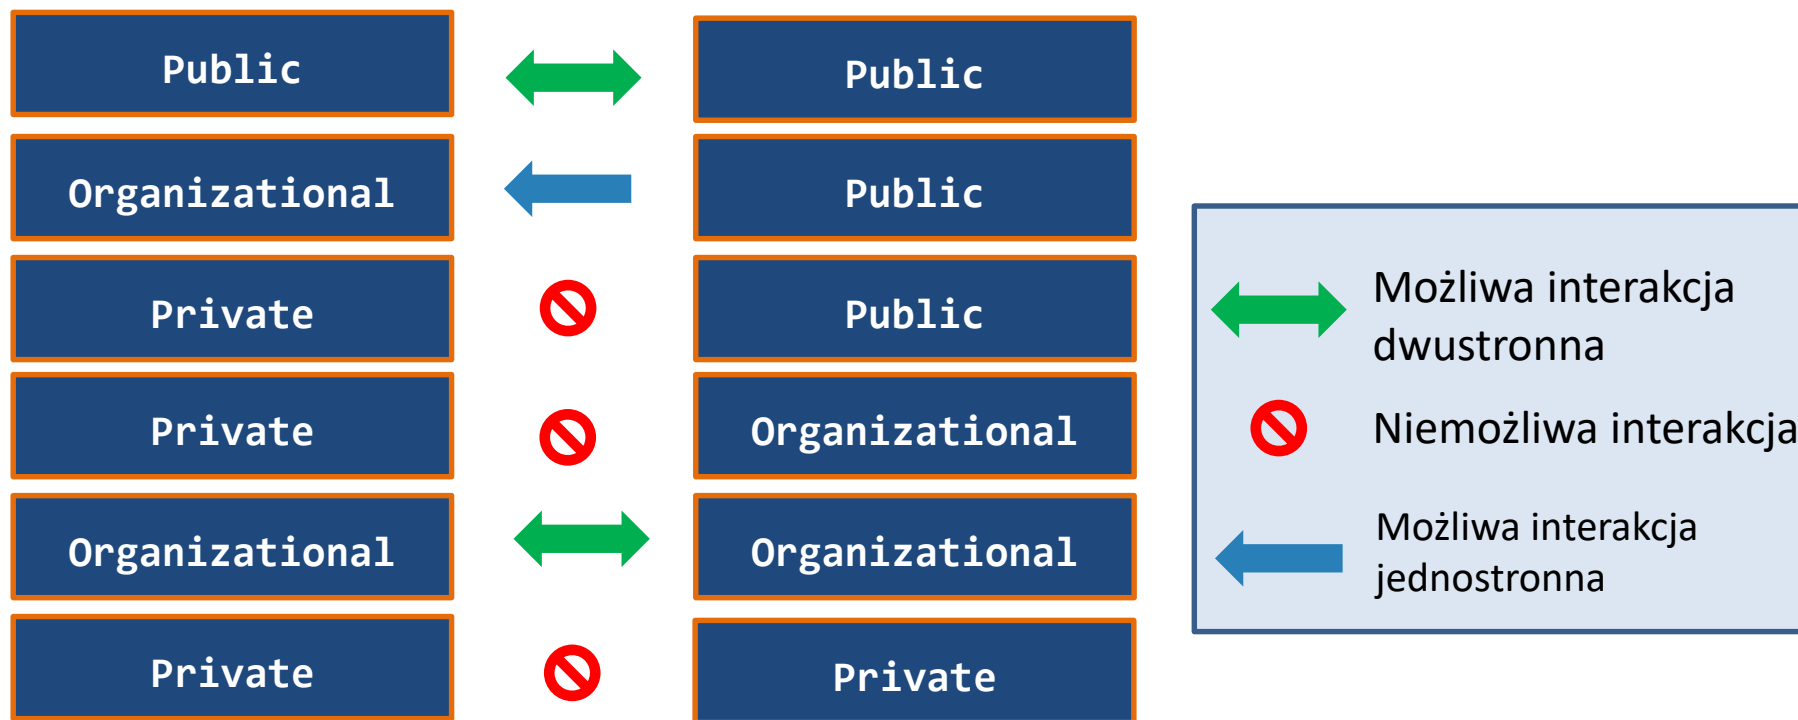 Public
Public
Organizational
Public
Private
Public
Private
Organizational
Organizational
Organizational
Private
Private
Możliwa interakcja
dwustronna
Niemożliwa interakcja
Możliwa interakcja
jednostronna